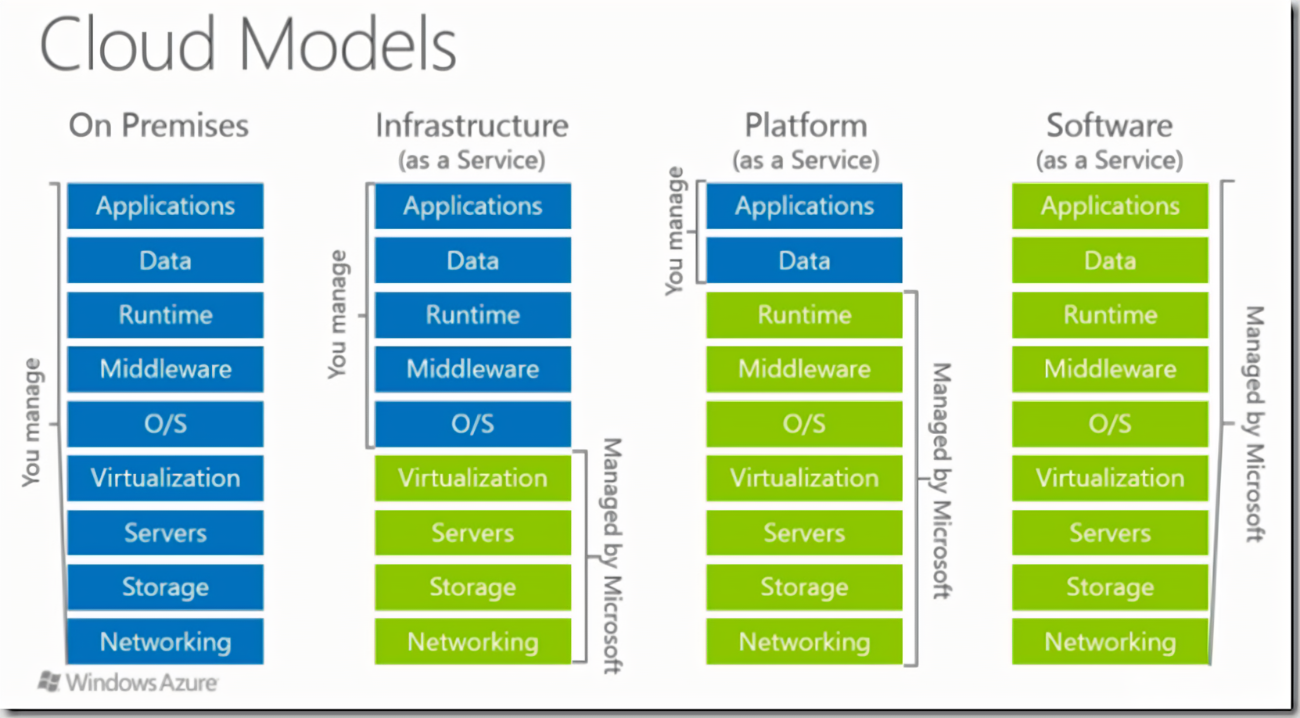 Cloud Models
On Premises
You manage
Applications
Data
Runtime
Middleware
O/S
Virtualization
Servers
Storage
Networking
Infrastructure
(as a Service)
You manage
Applications
Data
Runtime
Middleware
O/S
Virtualization
Servers
Storage
Networking
Managed by Microsoft
Platform
(as a Service)
You manage
Applications
Data
Runtime
Middleware
O/S
Virtualization
Servers
Storage
Networking
Managed by Microsoft
Software
(as a Service)
Applications
Data
Runtime
Middleware
O/S
Virtualization
Servers
Storage
Networking
Managed by Microsoft
Windows Azure